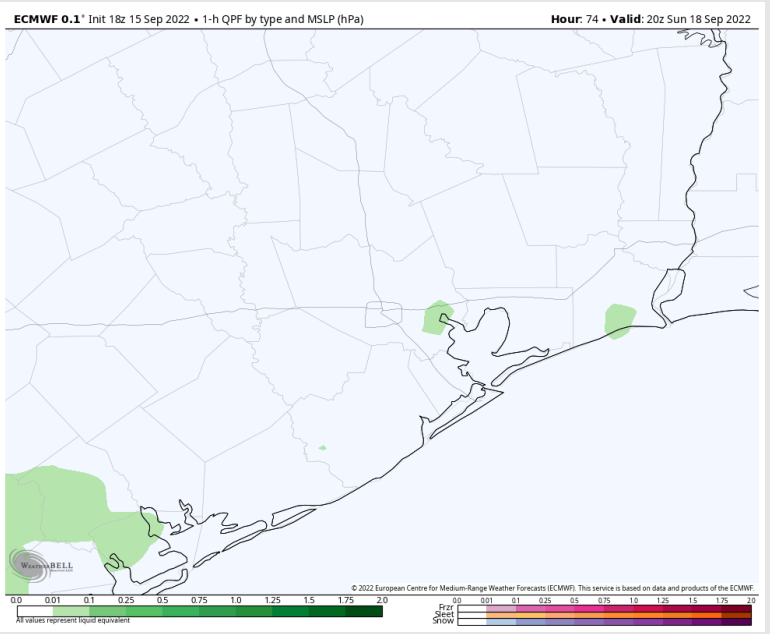 ECMWF 0.1° Init 18z 15 Sep 2022 • 1-h QPF by type and MSLP (hPa)
Hour: 74 • Valid: 20z Sun 18 Sep 2022
WEATHERBELL
© 2022 European Centre for Medium-Range Weather Forecasts (ECMWF). This service is based on data and products of the ECMWF.
0.0 0.01 0.1 0.25 0.5 0.75 1.0 1.25 1.5 1.75 2.0
All values represent liquid equivalent
0.0 0.01 0.1 0.25 0.5 0.75 1.0 1.25 1.5 1.75 2.0
Frzr
Sleet
Snow